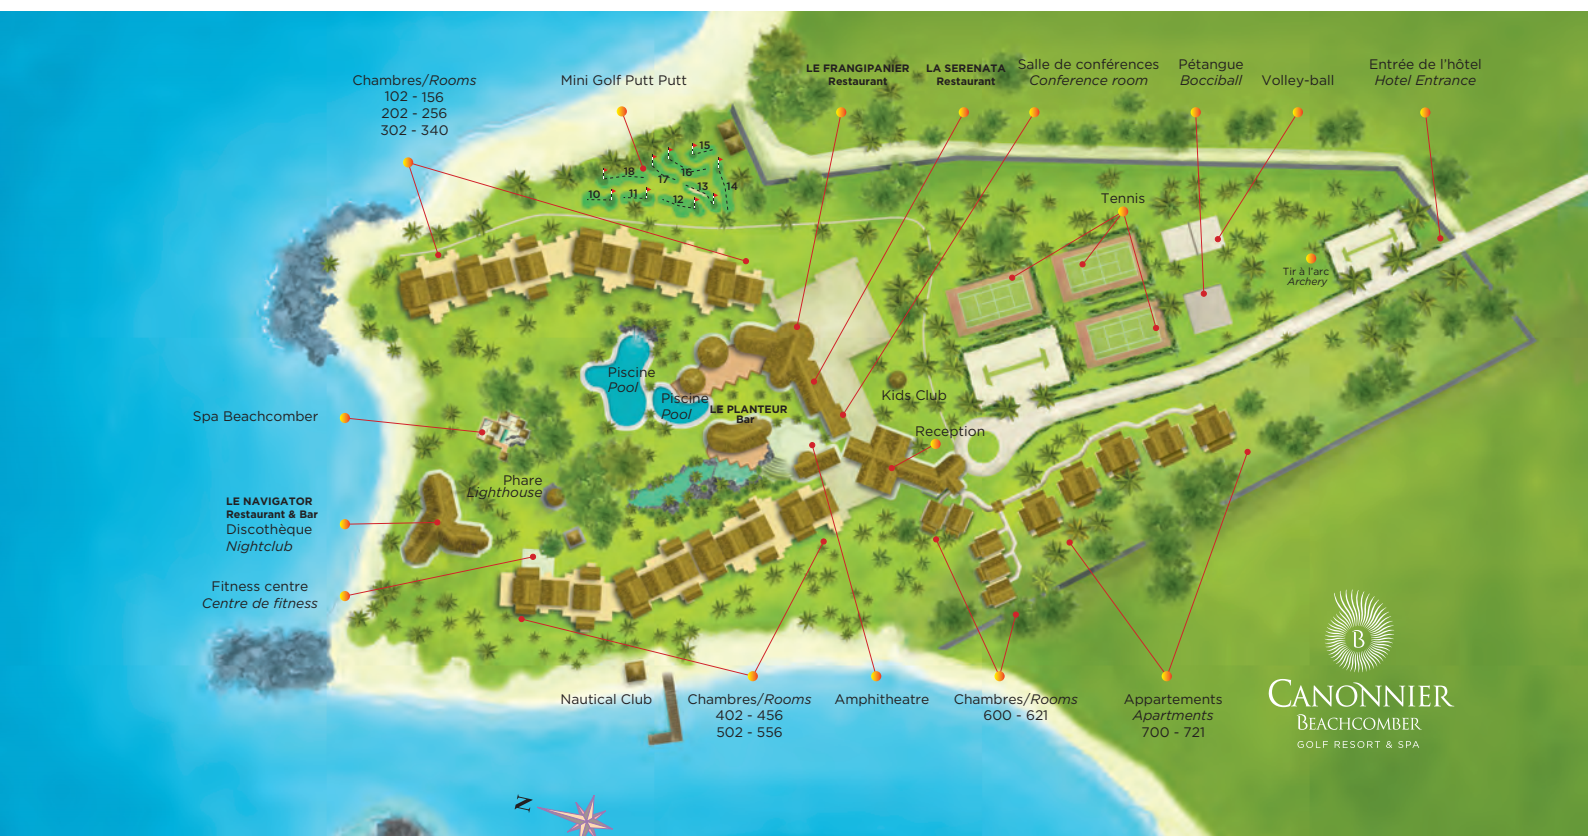 Chambres/Rooms
102 - 156
202 - 256
302 - 340
Mini Golf Putt Putt
LE FRANGIPANIER
Restaurant
LA SERENATA
Restaurant
Salle de conférences
Conference room
Pétangue
Bocciball
Volley-ball
Entrée de l'hôtel
Hotel Entrance
15
18
17
16
14
13
10
11
12
Tennis
Tir à l'arc
Archery
Piscine
Pool
Piscine
Pool
LE PLANTEUR
Bar
Kids Club
Reception
Spa Beachcomber
Phare
Lighthouse
LE NAVIGATOR
Restaurant & Bar
Discothèque
Nightclub
Fitness centre
Centre de fitness
Nautical Club
Chambres/Rooms
402 - 456
502 - 556
Amphitheatre
Chambres/Rooms
600 - 621
Appartements
Apartments
700 - 721
B
CANONNIER
BEACHCOMBER
GOLF RESORT & SPA
N